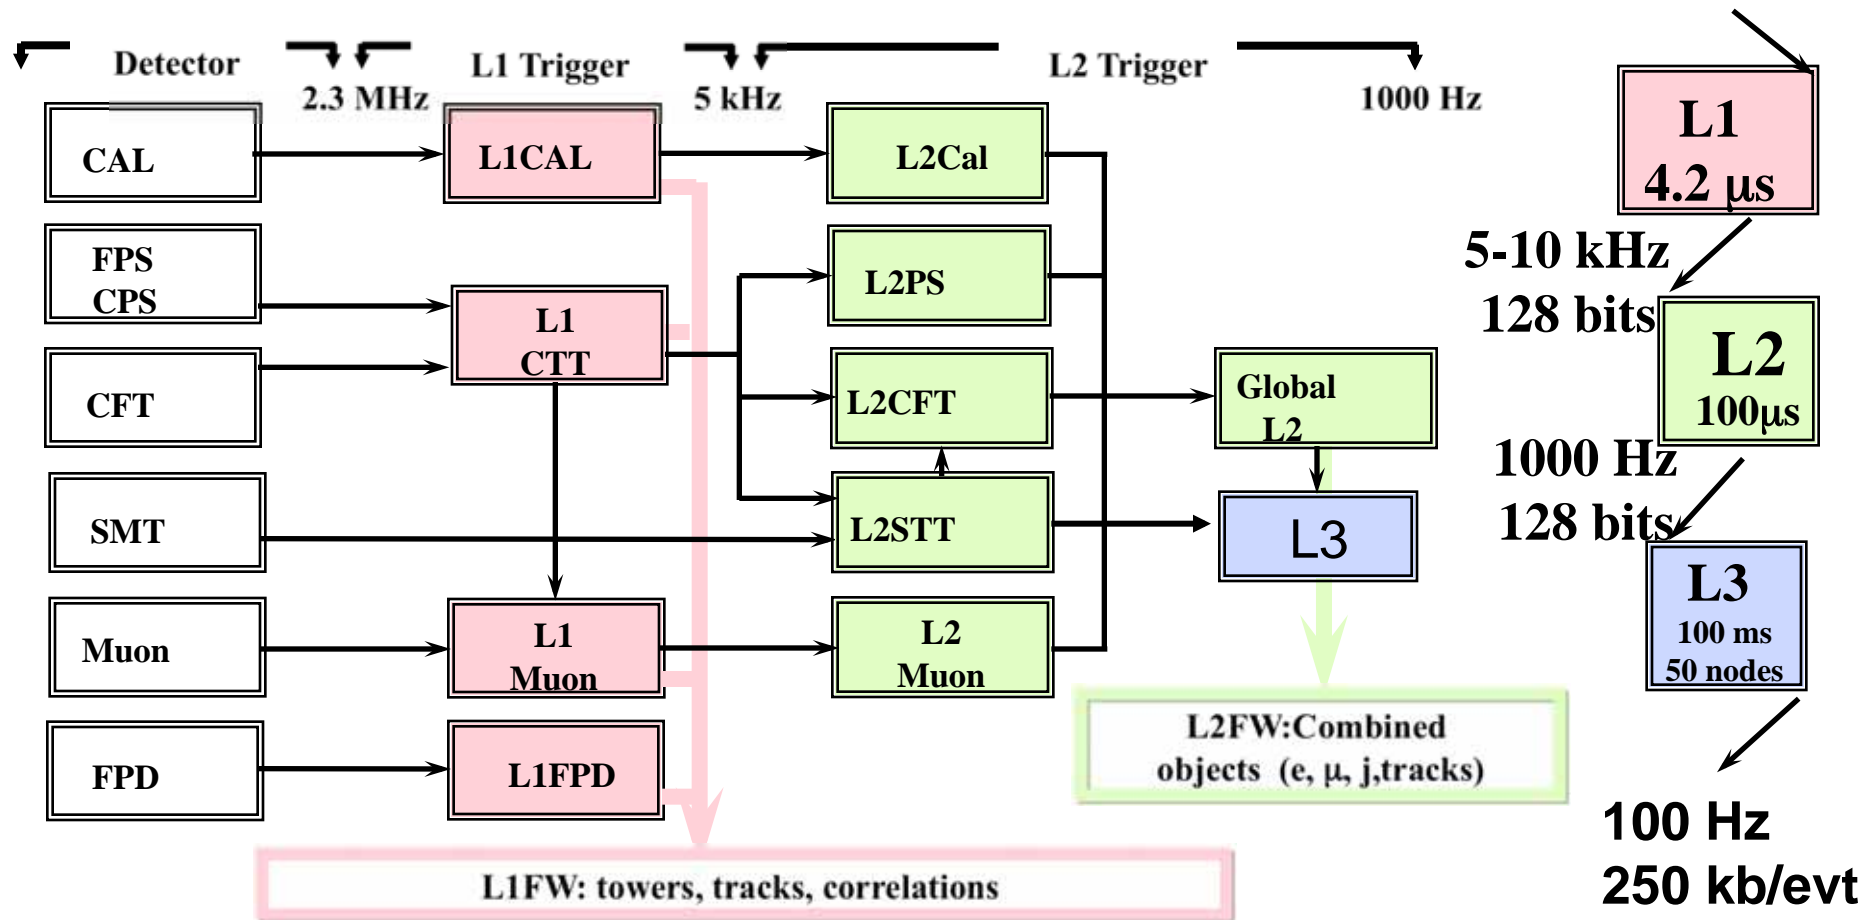 Detector
2.3 MHz
L1 Trigger
5 kHz
L2 Trigger
1000 Hz
CAL
L1CAL
L2Cal
FPS
CPS
L1
CTT
L2PS
CFT
L2CFT
Global
L2
SMT
L2STT
L3
Muon
L1
Muon
L2
Muon
FPD
L1FPD
L2FW:Combined
objects (e, μ, j,tracks)
L1FW: towers, tracks, correlations
L1
4.2 μs
5-10 kHz
128 bits
L2
100μs
1000 Hz
128 bits
L3
100 ms
50 nodes
100 Hz
250 kb/evt